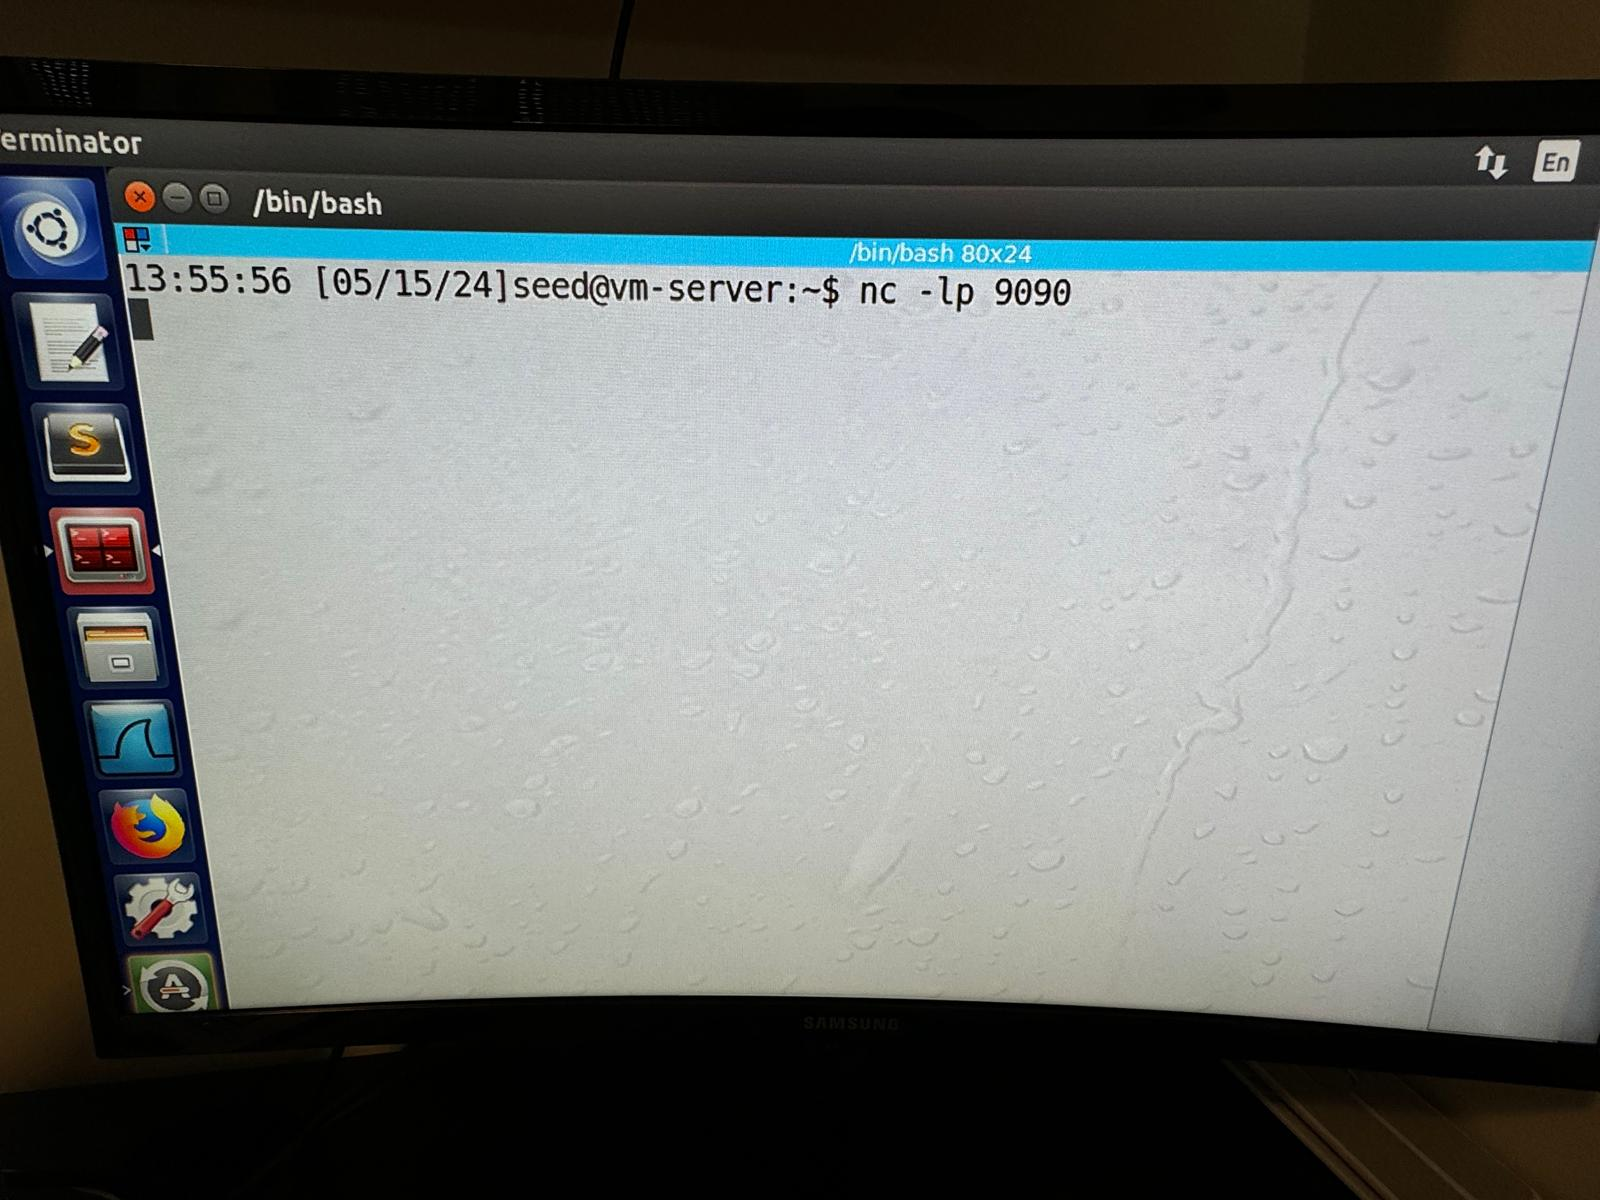 erminator
En
/bin/bash
/bin/bash 80x24
13:55:56 [05/15/24]seed@vm-server:~$ nc -lp 9090
S
A
SAMSUNG